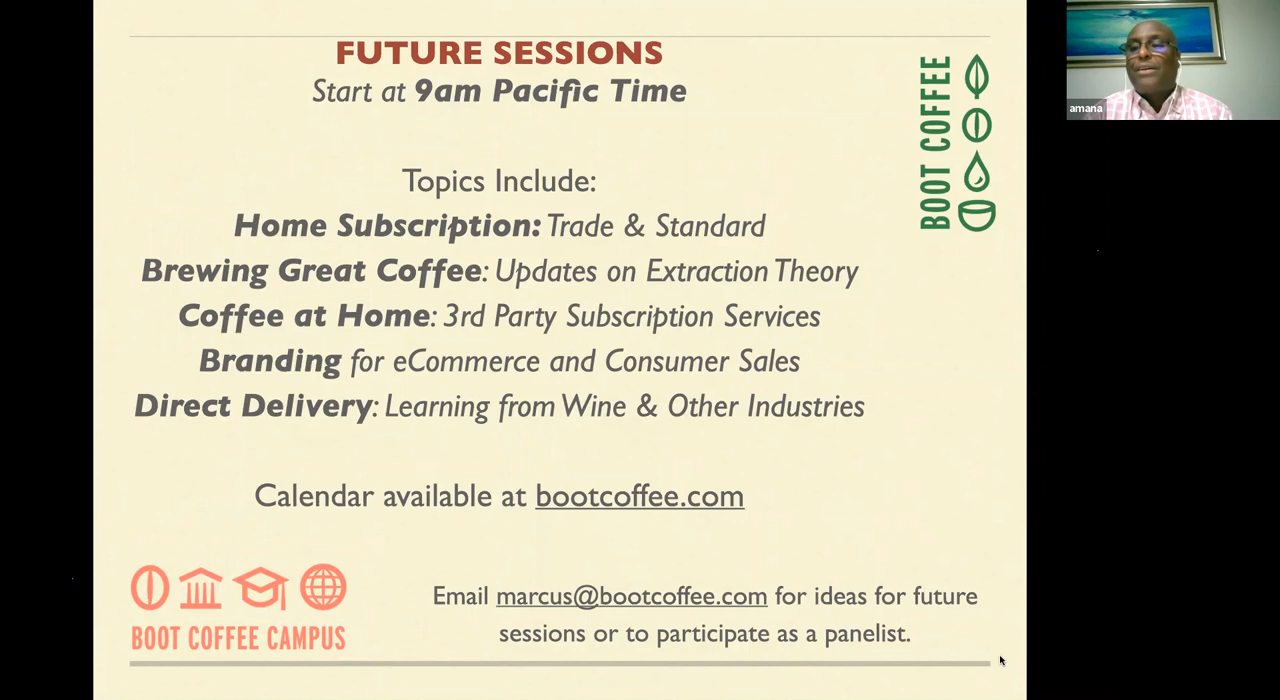 FUTURE SESSIONS
Start at 9am Pacific Time
Topics Include:
Home Subscription: Trade & Standard
Brewing Great Coffee: Updates on Extraction Theory
Coffee at Home: 3rd Party Subscription Services
Branding for eCommerce and Consumer Sales
Direct Delivery: Learning from Wine & Other Industries
Calendar available at bootcoffee.com
BOOT COFFEE CAMPUS
Email marcus@bootcoffee.com for ideas for future
sessions or to participate as a panelist.
BOOT COFFEE
amana